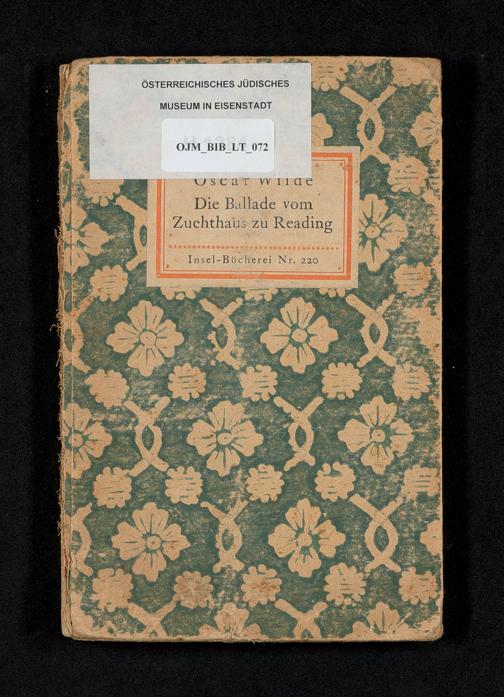 ÖSTERREICHISCHES JÜDISCHES
MUSEUM IN EISENSTADT
OJM_BIB_LT_072
Oscar Wilde
Die Ballade vom
Zuchthaus zu Reading
Insel-Bücherei Nr. 220